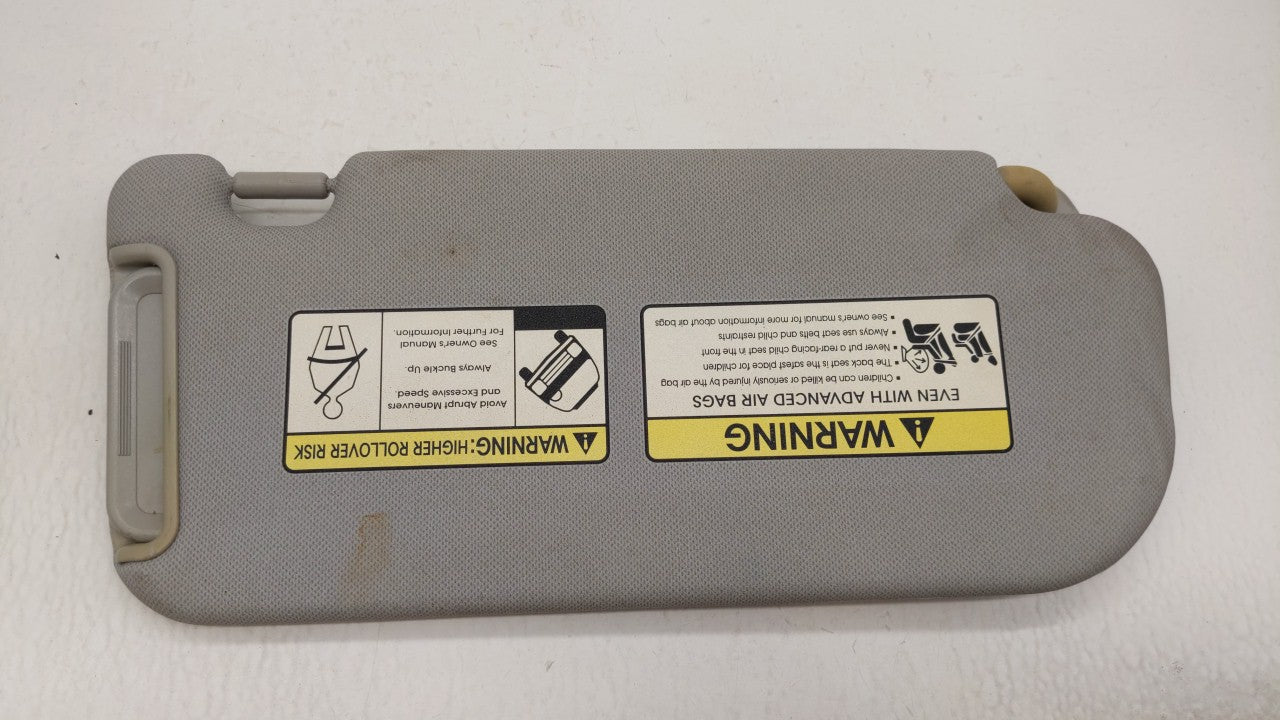 WARNING
EVEN WITH ADVANCED AIR BAGS
▪ Children can be killed or seriously injured by the air bag
▪ The back seat is the safest place for children
▪ Never put a rear-facing child seat in the front
▪ Always use seat belts and child restraints
▪ See owner's manual for more information about air bags
WARNING: HIGHER ROLLOVER RISK
Avoid Abrupt Maneuvers
and Excessive Speed.
Always Buckle Up.
See Owner's Manual
For Further Information.